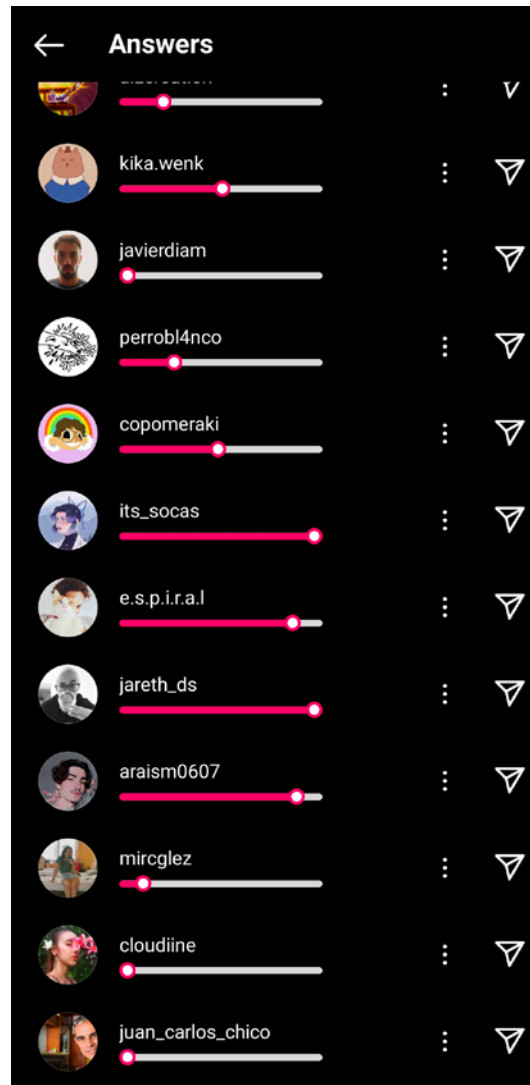 Answers
kika.wenk
javierdiam
perrobl4nco
copomeraki
its_socas
e.s.p.i.r.a.l
jareth_ds
araism0607
mircglez
cloudiine
juan_carlos_chico